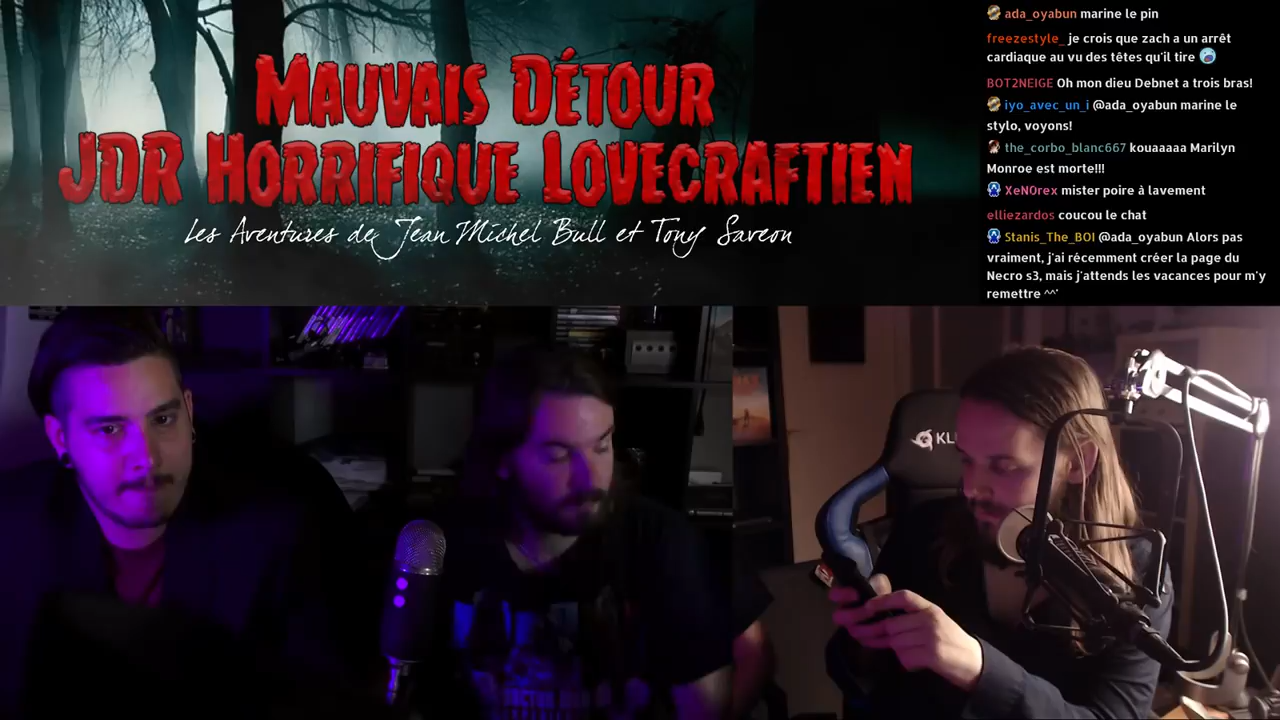 MAUVAIS DÉTOUR
JDR HORRIFIQUE LOVECRAFTIEN
Les Aventures de Jean Michel Bull et Tony Saveon
ada_oyabun marine le pin
freezestyle_ je crois que zach a un arrêt
cardiaque au vu des têtes qu'il tire
BOT2NEIGE Oh mon dieu Debnet a trois bras!
iyo_avec_un_i @ada_oyabun marine le
stylo, voyons!
the_corbo_blanc667 kouaaaaa Marilyn
Monroe est morte!!!
XeN0rex mister poire à lavement
elliezardos coucou le chat
Stanis_The_BOI @ada_oyabun Alors pas
vraiment, j'ai récemment créer la page du
Necro s3, mais j'attends les vacances pour m'y
remettre ^^'
KL